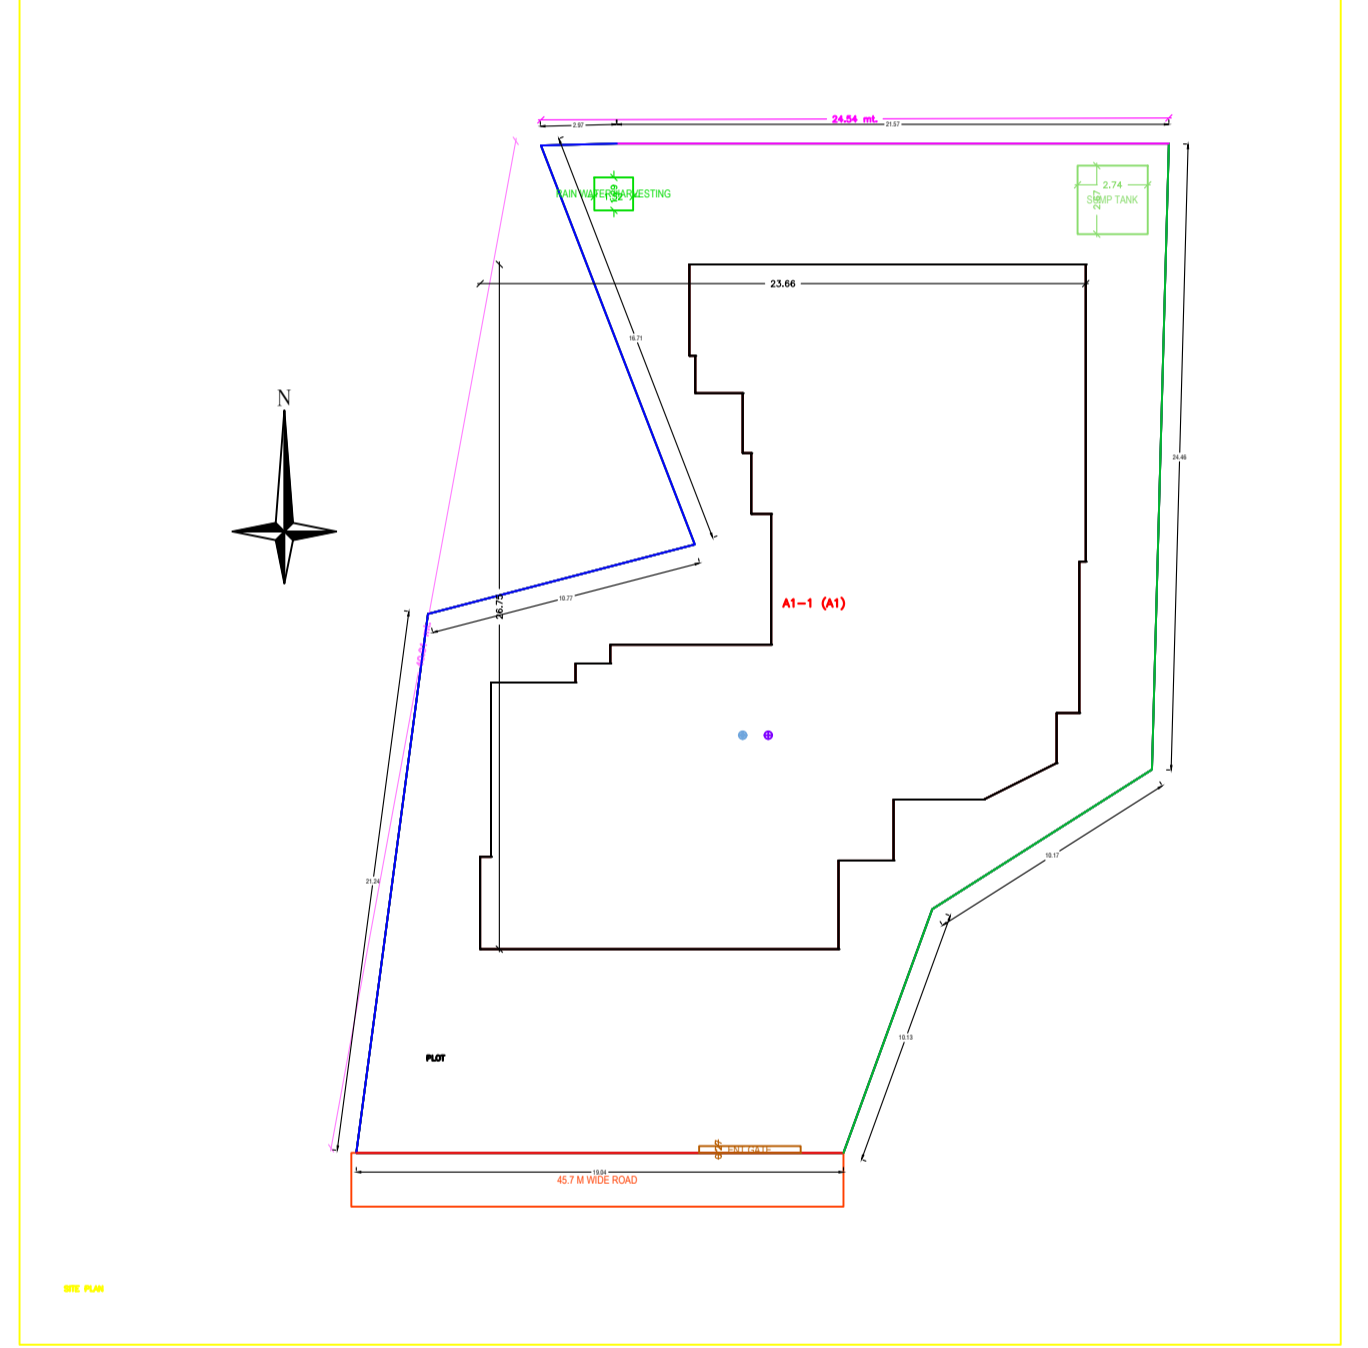 24.54 mt.
2.97
21.57
RAIN WATER HARVESTING
2.74
SUMP TANK
23.66
16.71
N
24.46
10.77
26.75
A1-1 (A1)
21.24
10.17
10.13
PLOT
ENT.GATE
19.04
45.7 M WIDE ROAD
SITE PLAN